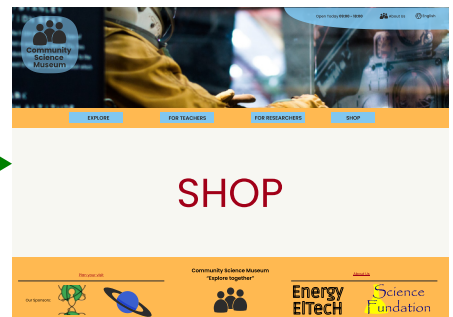 Open Today 09:00 - 18:00
About Us
English
Community
Science
Museum
EXPLORE
FOR TEACHERS
FOR RESEARCHERS
SHOP
SHOP
Plan your visit
Community Science Museum
"Explore together"
About Us
Our Sponsors:
Energy
ElTecH
Science
Fundation